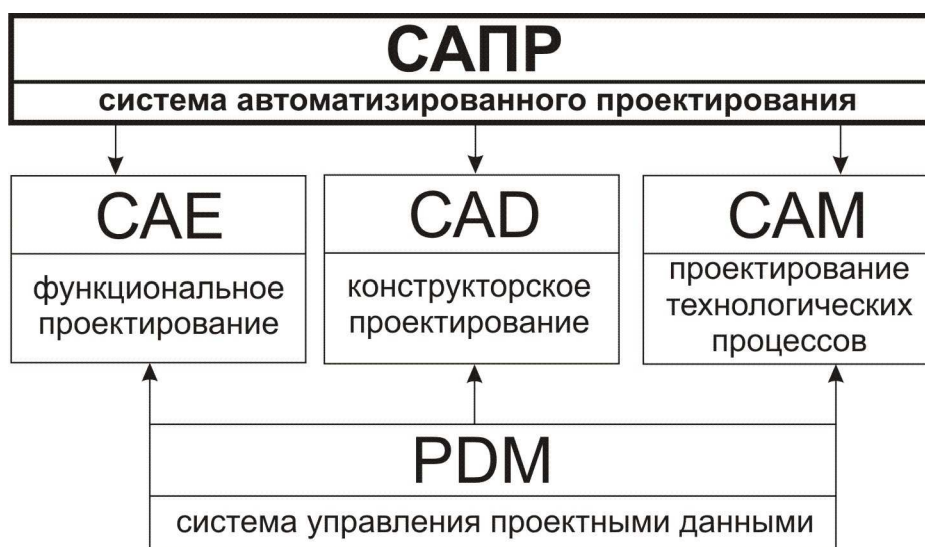 САПР
система автоматизированного проектирования
CAE
CAD
CAM
функциональное
проектирование
конструкторское
проектирование
проектирование
технологических
процессов
PDM
система управления проектными данными